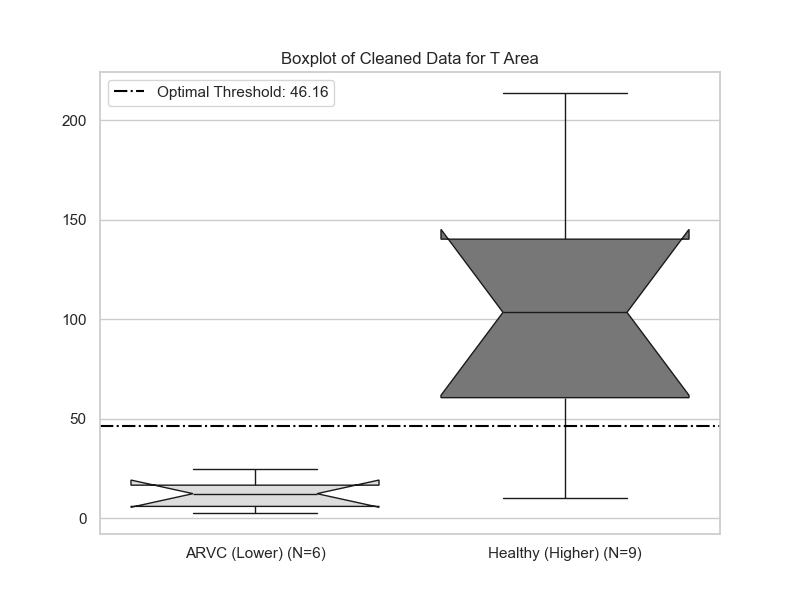 Boxplot of Cleaned Data for T Area
Optimal Threshold: 46.16
200
150
100
50
0
ARVC (Lower) (N=6)
Healthy (Higher) (N=9)